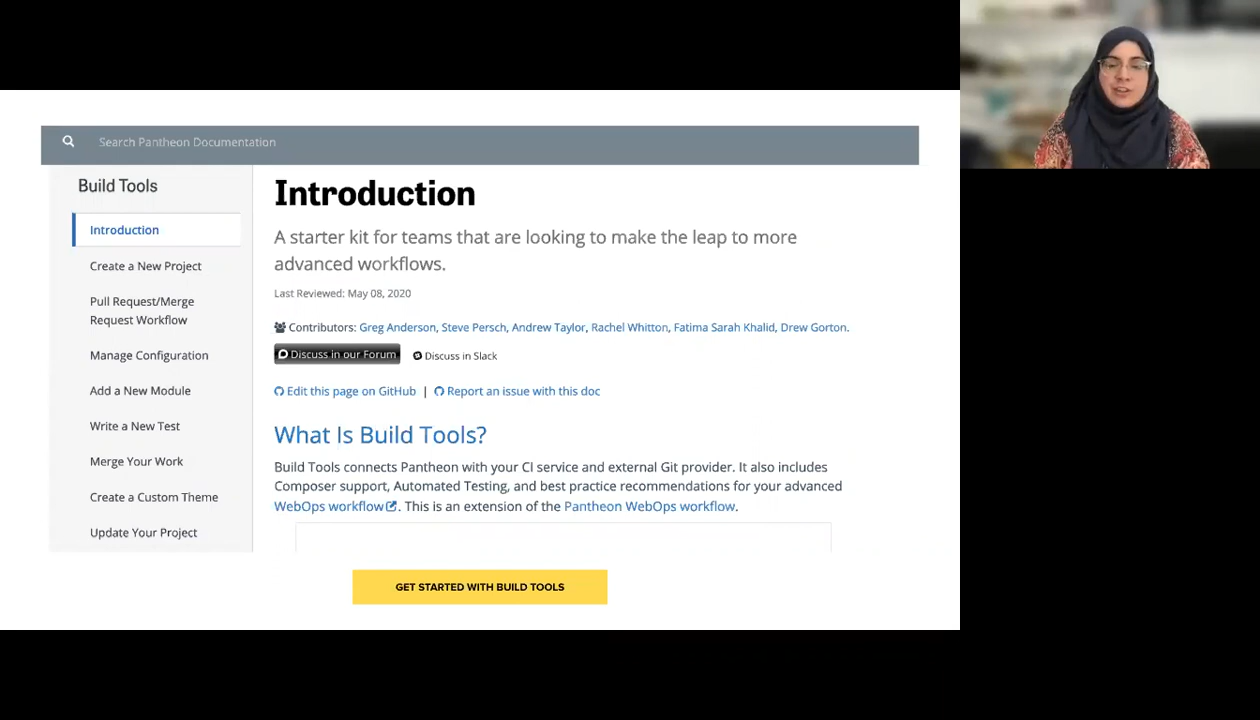 Search Pantheon Documentation
Build Tools
Introduction
Create a New Project
Pull Request/Merge
Request Workflow
Manage Configuration
Add a New Module
Write a New Test
Merge Your Work
Create a Custom Theme
Update Your Project
Introduction
A starter kit for teams that are looking to make the leap to more
advanced workflows.
Last Reviewed: May 08, 2020
Contributors: Greg Anderson, Steve Persch, Andrew Taylor, Rachel Whitton, Fatima Sarah Khalid, Drew Gorton.
Discuss in our Forum Discuss in Slack
Edit this page on GitHub | Report an issue with this doc
What Is Build Tools?
Build Tools connects Pantheon with your CI service and external Git provider. It also includes
Composer support, Automated Testing, and best practice recommendations for your advanced
WebOps workflow. This is an extension of the Pantheon WebOps workflow.
GET STARTED WITH BUILD TOOLS